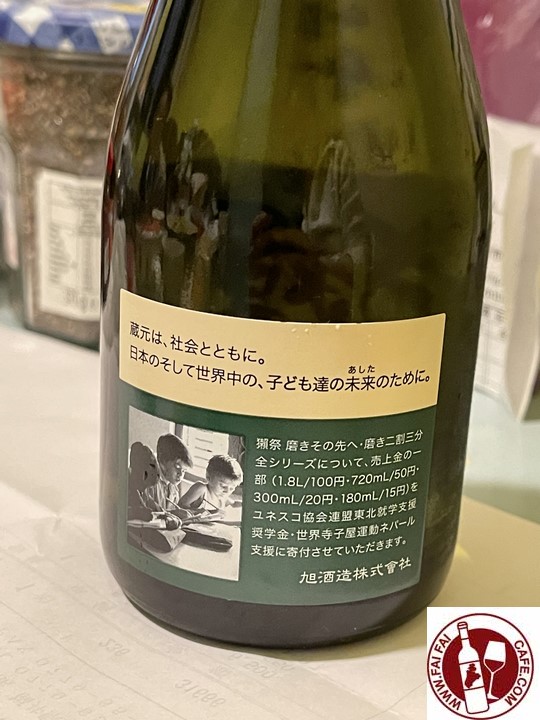 蔵元は、社会とともに。
日本のそして世界中の、子ども達の未来のために。
あした
獺祭 磨きその先へ・磨き二割三分
全シリーズについて、売上金の一
部（1.8L/100円・720mL/50円・
300mL/20円・180mL/15円）を
ユネスコ協会連盟東北就学支援
奨学金・世界寺子屋運動ネパール
支援に寄付させていただきます。
旭酒造株式會社
WWW.FAI FAI CAFE.COM